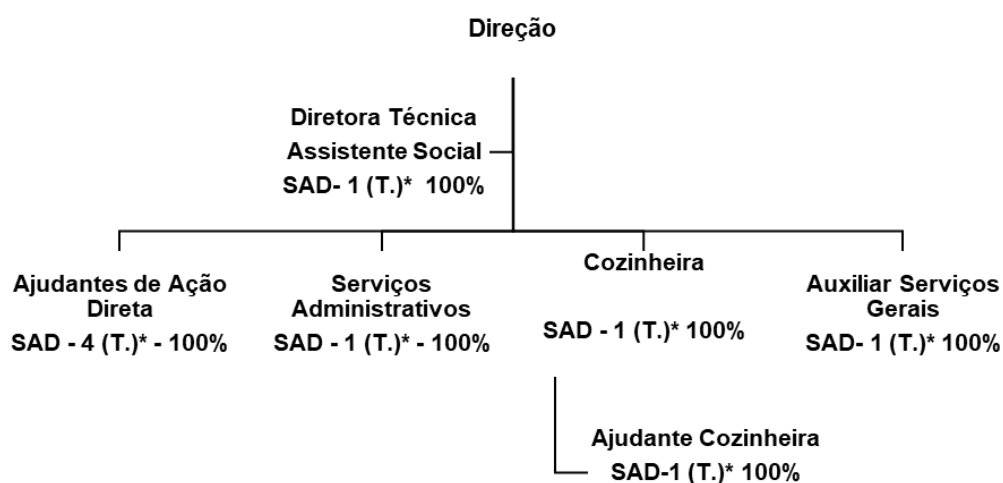 Direção
Diretora Técnica
Assistente Social
SAD- 1 (T.)* 100%
Ajudantes de Ação
Direta
SAD - 4 (T.)* - 100%
Serviços
Administrativos
SAD - 1 (T.)* - 100%
Cozinheira
SAD - 1 (T.)* 100%
Auxiliar Serviços
Gerais
SAD- 1 (T.)* 100%
Ajudante Cozinheira
SAD-1 (T.)* 100%